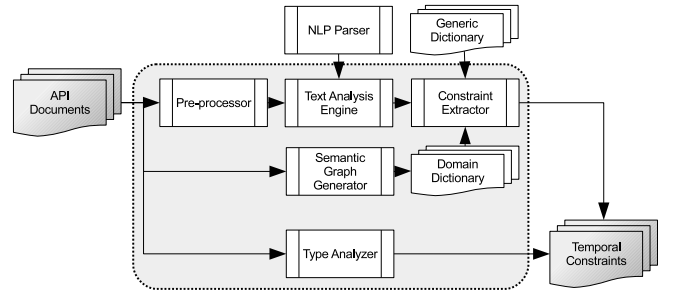 NLP Parser
Generic
Dictionary
API
Documents
Pre-processor
Text Analysis
Engine
Constraint
Extractor
Semantic
Graph
Generator
Domain
Dictionary
Type Analyzer
Temporal
Constraints